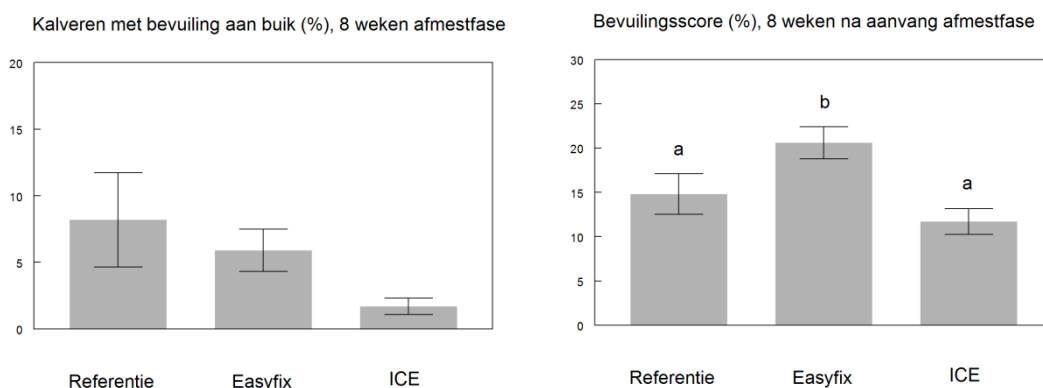 Kalveren met bevuiling aan buik (%), 8 weken afmestfase
20
15
10
5
0
Referentie Easvfix ICE
Bevuilingsscore (%), 8 weken na aanvang afmestfase
30
25
20
15
10
5
0
a
b
a
Referentie Easyfix ICE